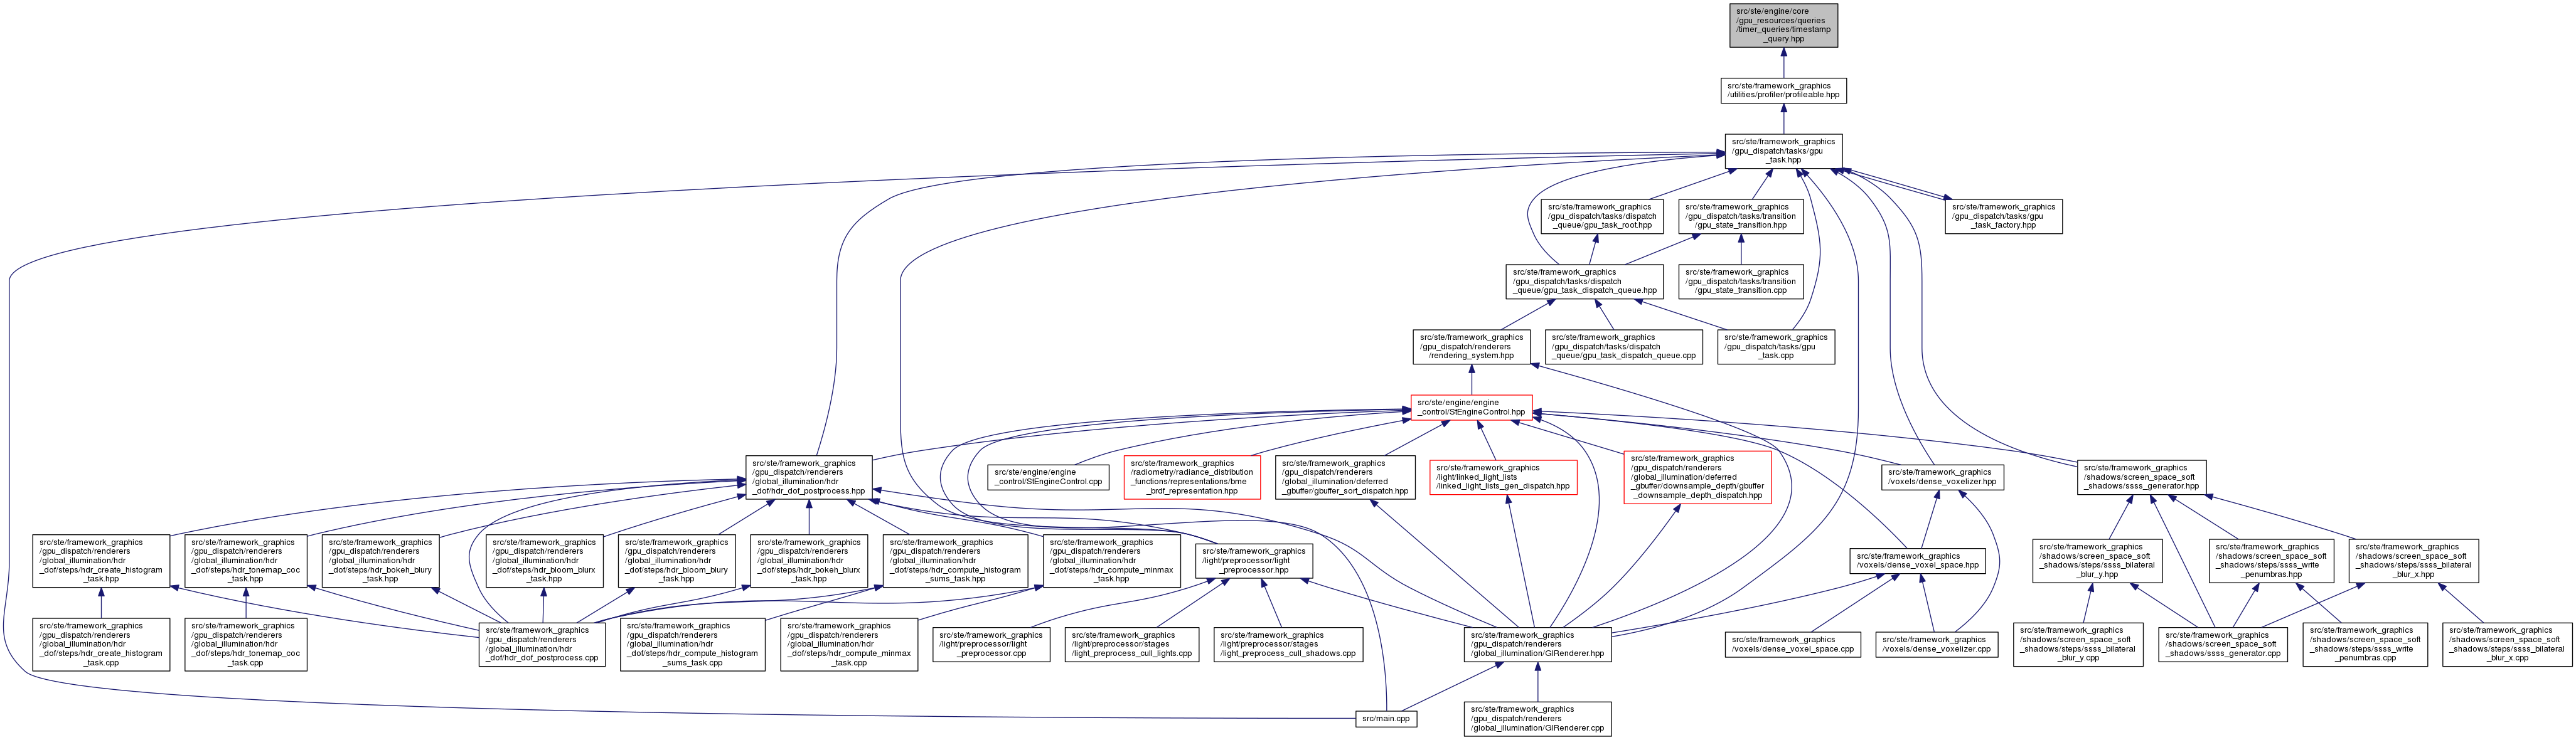 src/ste/engine/core
/gpu_resources/queries
/timer_queries/timestamp
_query.hpp
src/ste/framework_graphics
/utilities/profiler/profileable.hpp
src/ste/framework_graphics
/gpu_dispatch/tasks/gpu
_task.hpp
src/ste/framework_graphics
/gpu_dispatch/tasks/dispatch
_queue/gpu_task_root.hpp
src/ste/framework_graphics
/gpu_dispatch/tasks/transition
/gpu_state_transition.hpp
src/ste/framework_graphics
/gpu_dispatch/tasks/gpu
_task_factory.hpp
src/ste/framework_graphics
/gpu_dispatch/tasks/dispatch
_queue/gpu_task_dispatch_queue.hpp
src/ste/framework_graphics
/gpu_dispatch/tasks/transition
/gpu_state_transition.cpp
src/ste/framework_graphics
/gpu_dispatch/renderers
/rendering_system.hpp
src/ste/framework_graphics
/gpu_dispatch/tasks/dispatch
_queue/gpu_task_dispatch_queue.cpp
src/ste/framework_graphics
/gpu_dispatch/tasks/gpu
_task.cpp
src/ste/engine/engine
_control/StEngineControl.hpp
src/ste/framework_graphics
/gpu_dispatch/renderers
/global_illumination/hdr
_dof/hdr_dof_postprocess.hpp
src/ste/engine/engine
_control/StEngineControl.cpp
src/ste/framework_graphics
/radiometry/radiance_distribution
_functions/representations/bme
_brdf_representation.hpp
src/ste/framework_graphics
/gpu_dispatch/renderers
/global_illumination/deferred
_gbuffer/gbuffer_sort_dispatch.hpp
src/ste/framework_graphics
/light/linked_light_lists
/linked_light_lists_gen_dispatch.hpp
src/ste/framework_graphics
/gpu_dispatch/renderers
/global_illumination/deferred
_gbuffer/downsample_depth/gbuffer
_downsample_depth_dispatch.hpp
src/ste/framework_graphics
/voxels/dense_voxelizer.hpp
src/ste/framework_graphics
/shadows/screen_space_soft
_shadows/ssss_generator.hpp
src/ste/framework_graphics
/gpu_dispatch/renderers
/global_illumination/hdr
_dof/steps/hdr_create_histogram
_task.hpp
src/ste/framework_graphics
/gpu_dispatch/renderers
/global_illumination/hdr
_dof/steps/hdr_tonemap_coc
_task.hpp
src/ste/framework_graphics
/gpu_dispatch/renderers
/global_illumination/hdr
_dof/steps/hdr_bokeh_blury
_task.hpp
src/ste/framework_graphics
/gpu_dispatch/renderers
/global_illumination/hdr
_dof/steps/hdr_bloom_blurx
_task.hpp
src/ste/framework_graphics
/gpu_dispatch/renderers
/global_illumination/hdr
_dof/steps/hdr_bloom_blury
_task.hpp
src/ste/framework_graphics
/gpu_dispatch/renderers
/global_illumination/hdr
_dof/steps/hdr_bokeh_blurx
_task.hpp
src/ste/framework_graphics
/gpu_dispatch/renderers
/global_illumination/hdr
_dof/steps/hdr_compute_histogram
_sums_task.hpp
src/ste/framework_graphics
/gpu_dispatch/renderers
/global_illumination/hdr
_dof/steps/hdr_compute_minmax
_task.hpp
src/ste/framework_graphics
/light/preprocessor/light
_preprocessor.hpp
src/ste/framework_graphics
/voxels/dense_voxel_space.hpp
src/ste/framework_graphics
/shadows/screen_space_soft
_shadows/steps/ssss_bilateral
_blur_y.hpp
src/ste/framework_graphics
/shadows/screen_space_soft
_shadows/steps/ssss_write
_penumbras.hpp
src/ste/framework_graphics
/shadows/screen_space_soft
_shadows/steps/ssss_bilateral
_blur_x.hpp
src/ste/framework_graphics
/gpu_dispatch/renderers
/global_illumination/hdr
_dof/steps/hdr_create_histogram
_task.cpp
src/ste/framework_graphics
/gpu_dispatch/renderers
/global_illumination/hdr
_dof/steps/hdr_tonemap_coc
_task.cpp
src/ste/framework_graphics
/gpu_dispatch/renderers
/global_illumination/hdr
_dof/hdr_dof_postprocess.cpp
src/ste/framework_graphics
/gpu_dispatch/renderers
/global_illumination/hdr
_dof/steps/hdr_compute_histogram
_sums_task.cpp
src/ste/framework_graphics
/gpu_dispatch/renderers
/global_illumination/hdr
_dof/steps/hdr_compute_minmax
_task.cpp
src/ste/framework_graphics
/light/preprocessor/light
_preprocessor.cpp
src/ste/framework_graphics
/light/preprocessor/stages
/light_preprocess_cull_lights.cpp
src/ste/framework_graphics
/light/preprocessor/stages
/light_preprocess_cull_shadows.cpp
src/ste/framework_graphics
/gpu_dispatch/renderers
/global_illumination/GIRenderer.hpp
src/ste/framework_graphics
/voxels/dense_voxel_space.cpp
src/ste/framework_graphics
/voxels/dense_voxelizer.cpp
src/ste/framework_graphics
/shadows/screen_space_soft
_shadows/steps/ssss_bilateral
_blur_y.cpp
src/ste/framework_graphics
/shadows/screen_space_soft
_shadows/ssss_generator.cpp
src/ste/framework_graphics
/shadows/screen_space_soft
_shadows/steps/ssss_write
_penumbras.cpp
src/ste/framework_graphics
/shadows/screen_space_soft
_shadows/steps/ssss_bilateral
_blur_x.cpp
src/main.cpp
src/ste/framework_graphics
/gpu_dispatch/renderers
/global_illumination/GIRenderer.cpp